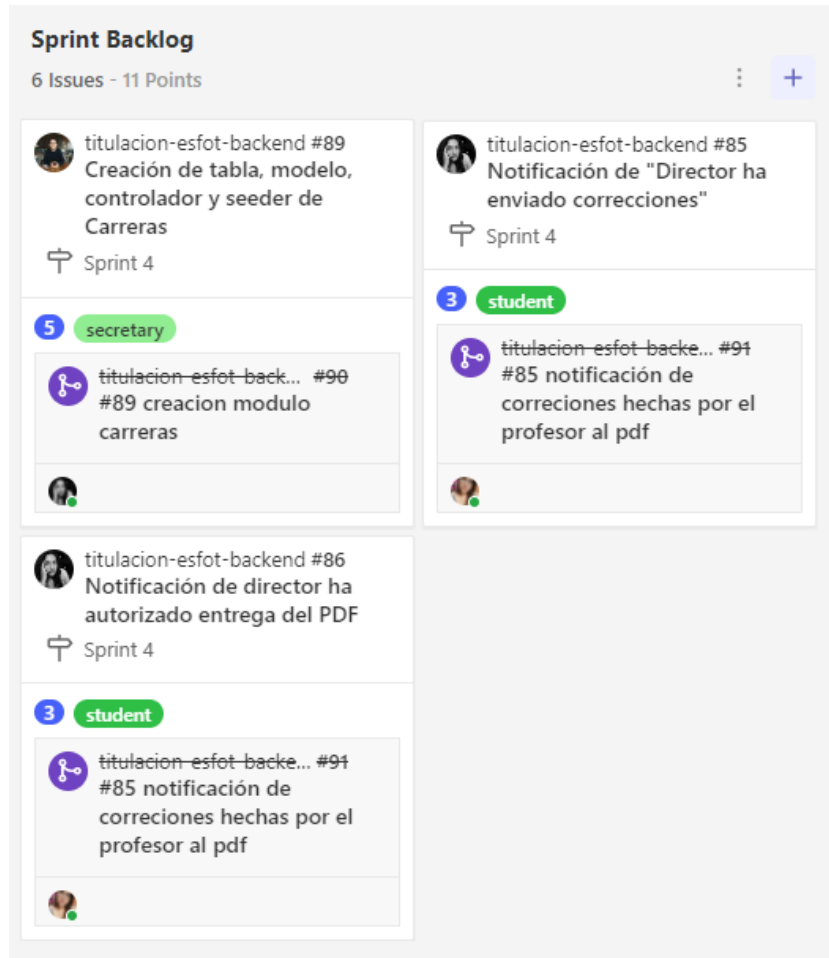 Sprint Backlog
6 Issues - 11 Points
titulacion-esfot-backend #89
Creación de tabla, modelo,
controlador y seeder de
Carreras
Sprint 4
5 secretary
titulacion-esfot-back... #90
#89 creacion modulo
carreras
titulacion-esfot-backend #85
Notificación de "Director ha
enviado correcciones"
Sprint 4
3 student
titulacion-esfot-backe... #91
#85 notificación de
correciones hechas por el
profesor al pdf
titulacion-esfot-backend #86
Notificación de director ha
autorizado entrega del PDF
Sprint 4
3 student
titulacion-esfot-backe... #91
#85 notificación de
correciones hechas por el
profesor al pdf